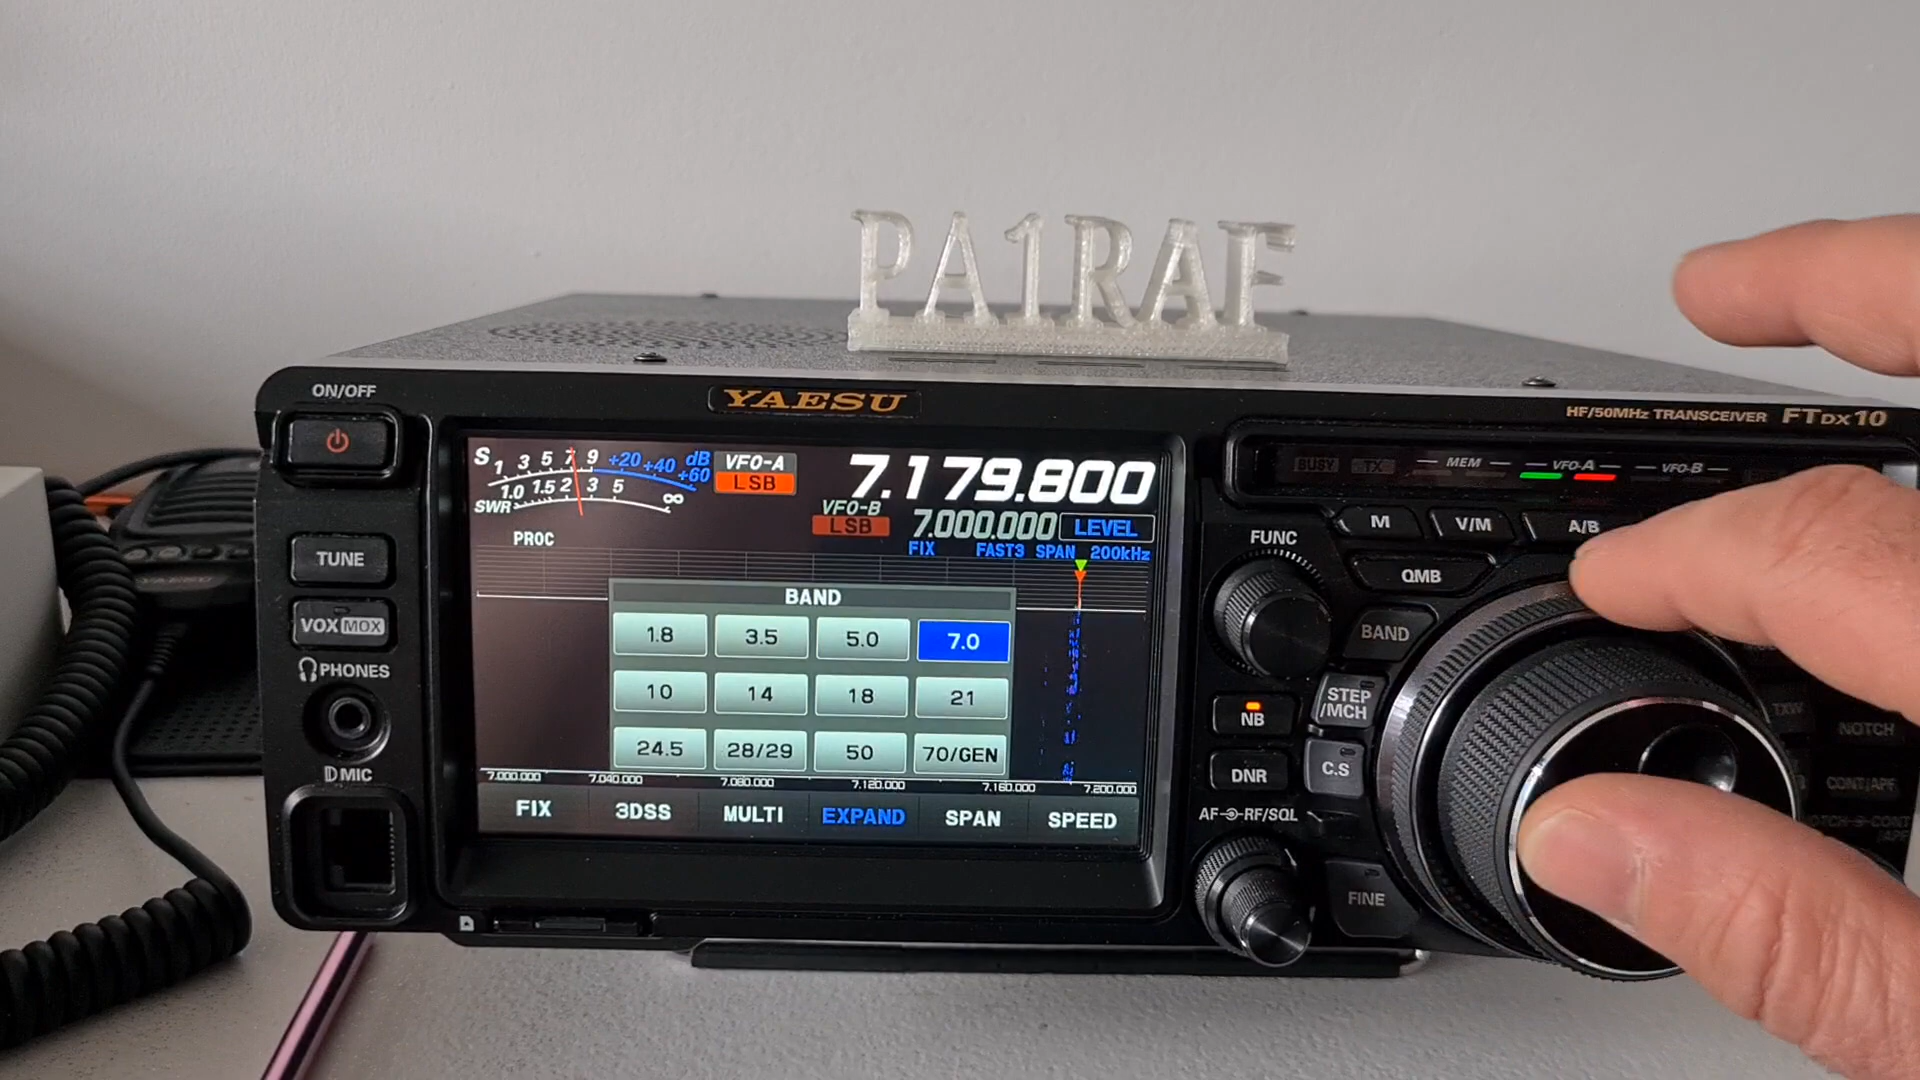 PA1RAF
ON/OFF
YAESU
HF/50MHz TRANSCEIVER FTDX10
S 1 3 5 7 9 +20 +40 +60 dB
VFO-A
LSB
7.179.800
SWR 1.0 1.5 2 3 5 ∞
VFO-B
LSB
7.000.000
LEVEL
PROC
FIX FAST3 SPAN 200kHz
BAND
1.8 3.5 5.0 7.0
10 14 18 21
24.5 28/29 50 70/GEN
7.000.000 7.040.000 7.080.000 7.120.000 7.160.000 7.200.000
FIX 3DSS MULTI EXPAND SPAN SPEED
TUNE
VOX MOX
PHONES
MIC
BUSY TX MEM VFO-A VFO-B
M V/M A/B
FUNC
QMB
BAND
STEP
/MCH
NB
C.S
DNR
AF RF/SQL
FINE
TXW
NOTCH
CONT/APF
YAESU